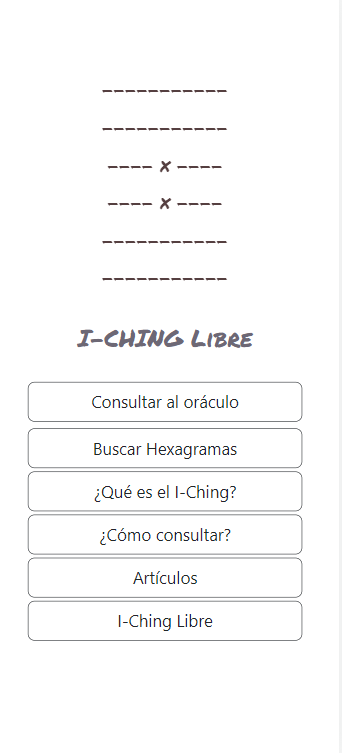 -----------
-----------
---- x ----
---- x ----
-----------
-----------
I-CHING Libre
Consultar al oráculo
Buscar Hexagramas
¿Qué es el I-Ching?
¿Cómo consultar?
Artículos
I-Ching Libre